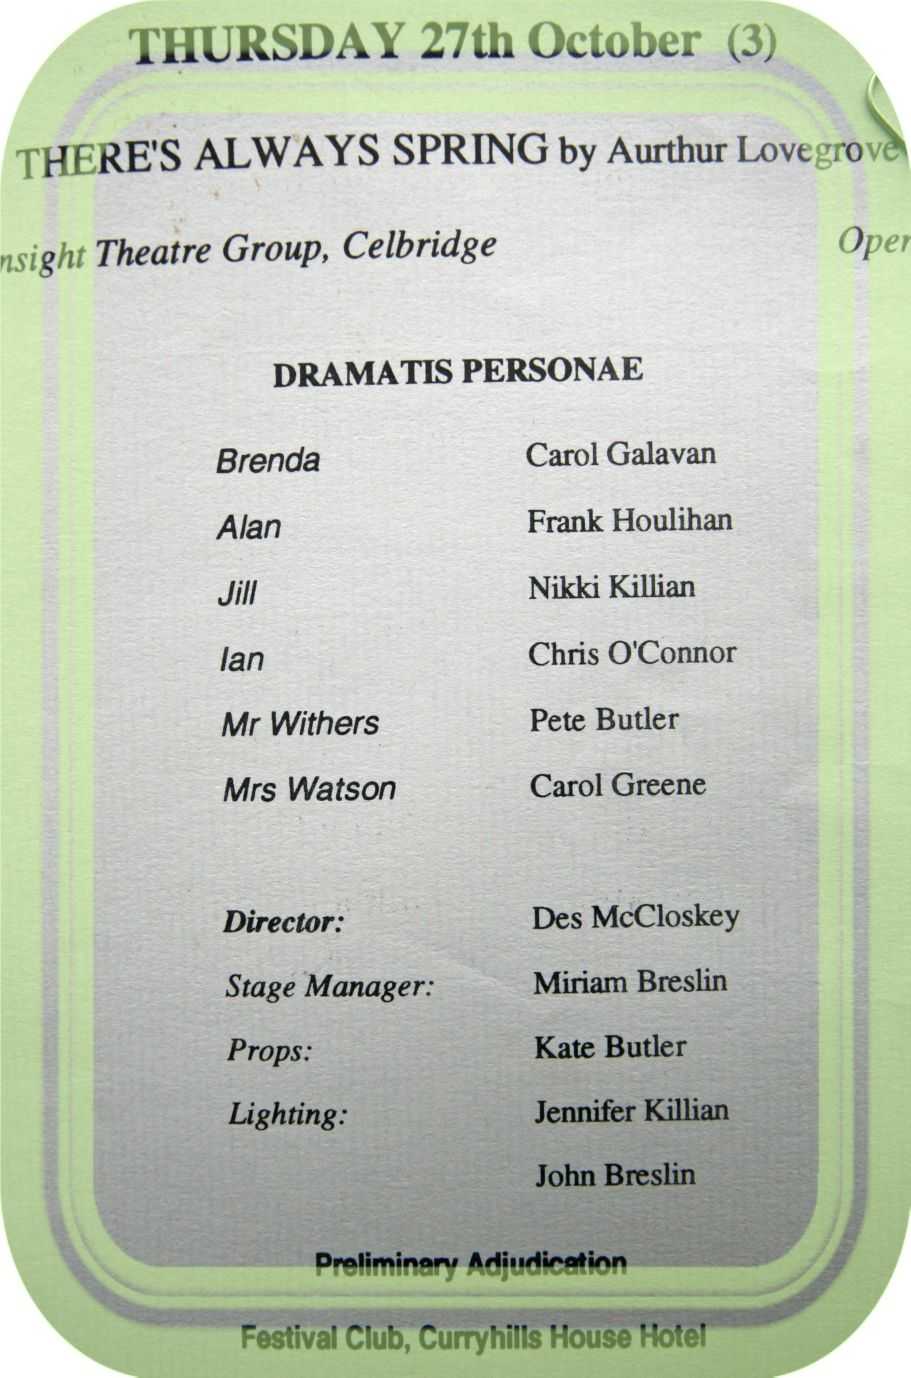 THURSDAY 27th October (3)
THERE'S ALWAYS SPRING by Aurthur Lovegrove
nsight Theatre Group, Celbridge Open
DRAMATIS PERSONAE
Brenda Carol Galavan
Alan Frank Houlihan
Jill Nikki Killian
Ian Chris O'Connor
Mr Withers Pete Butler
Mrs Watson Carol Greene
Director: Des McCloskey
Stage Manager: Miriam Breslin
Props: Kate Butler
Lighting: Jennifer Killian
John Breslin
Preliminary Adjudication
Festival Club, Curryhills House Hotel